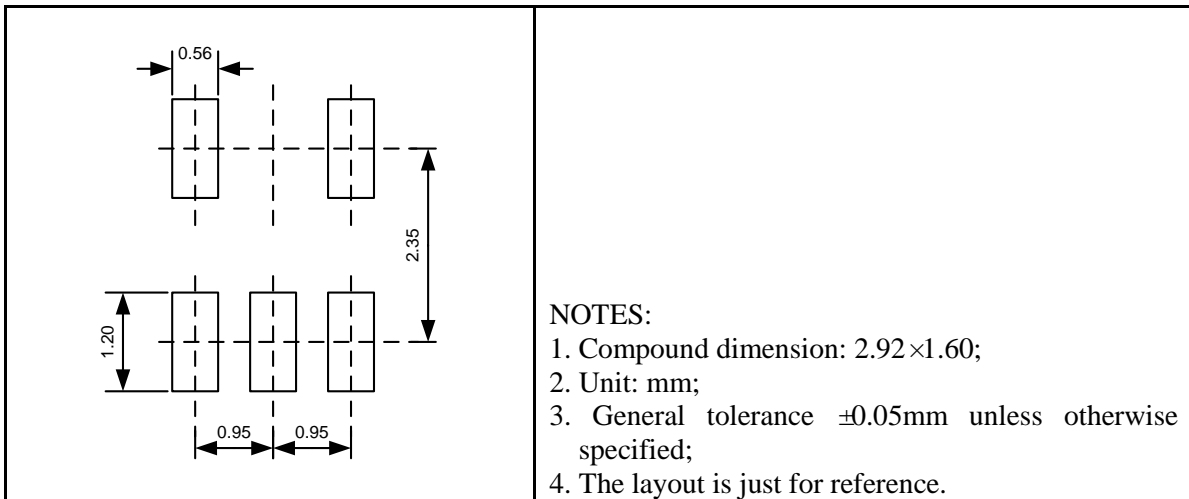 0.56
2.35
1.20
0.95
0.95
NOTES:
1. Compound dimension: 2.92×1.60;
2. Unit: mm;
3. General tolerance ±0.05mm unless otherwise
specified;
4. The layout is just for reference.